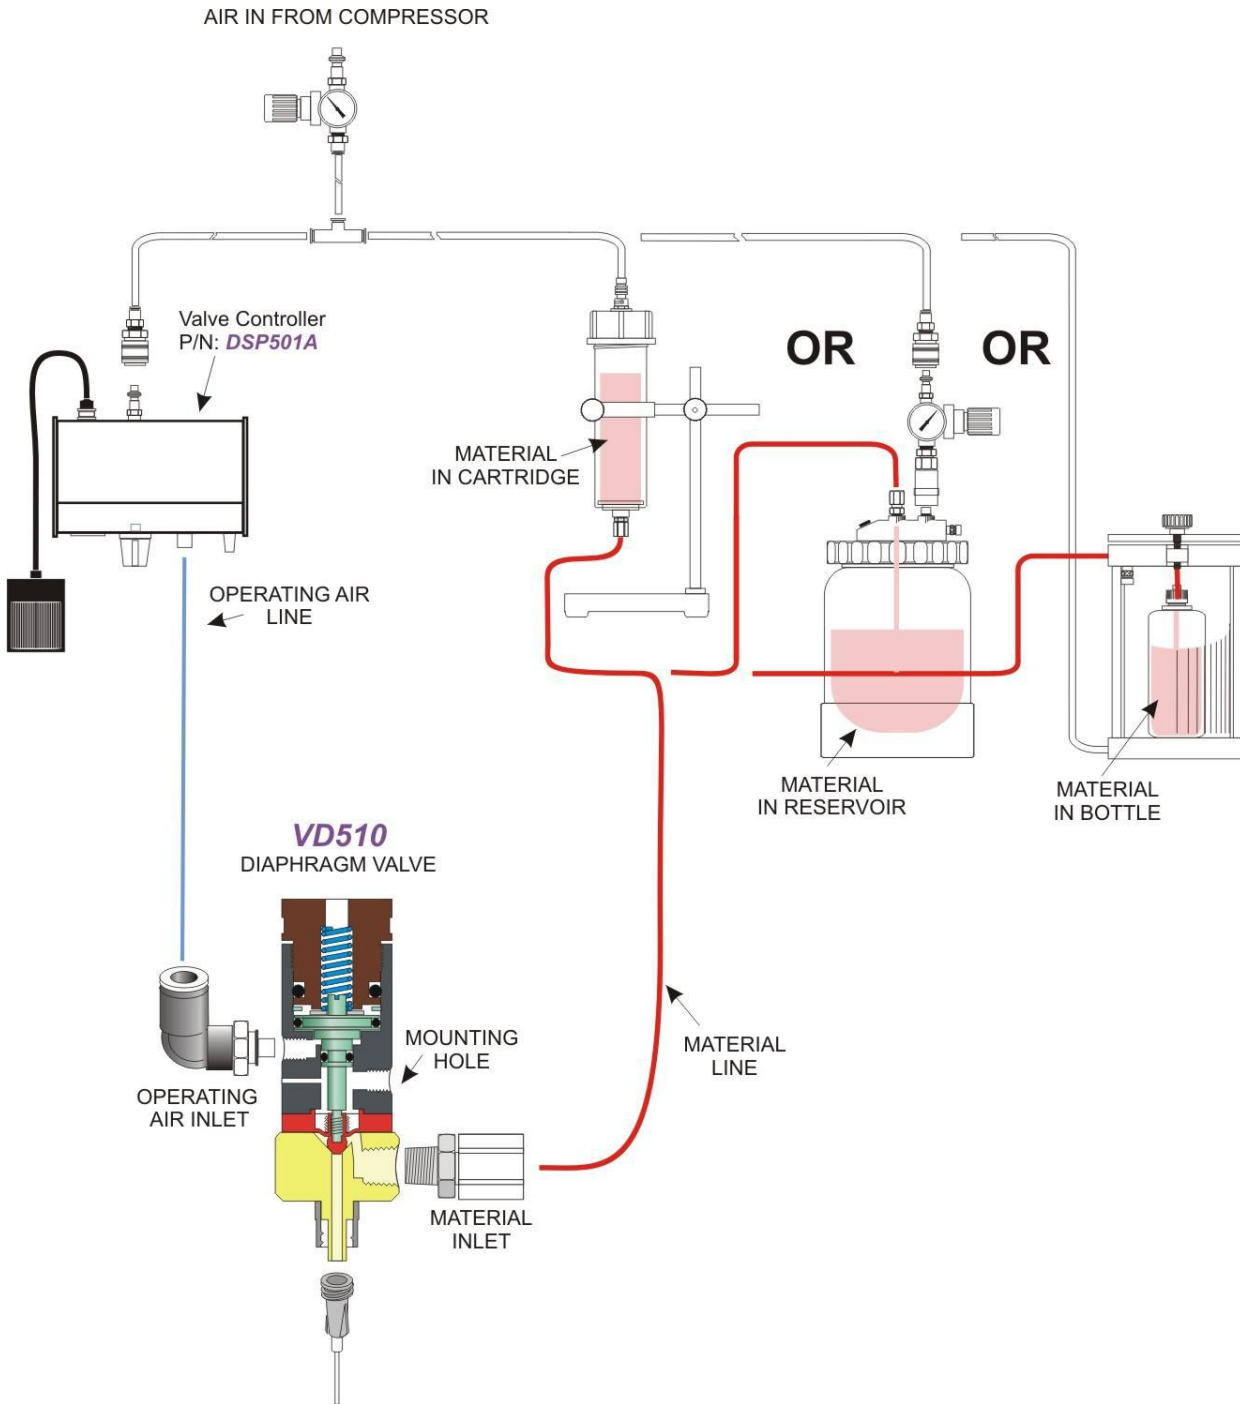 AIR IN FROM COMPRESSOR
Valve Controller
P/N: DSP501A
OR
OR
MATERIAL
IN CARTRIDGE
OPERATING AIR
LINE
MATERIAL
IN RESERVOIR
MATERIAL
IN BOTTLE
VD510
DIAPHRAGM VALVE
MOUNTING
HOLE
MATERIAL
LINE
OPERATING
AIR INLET
MATERIAL
INLET